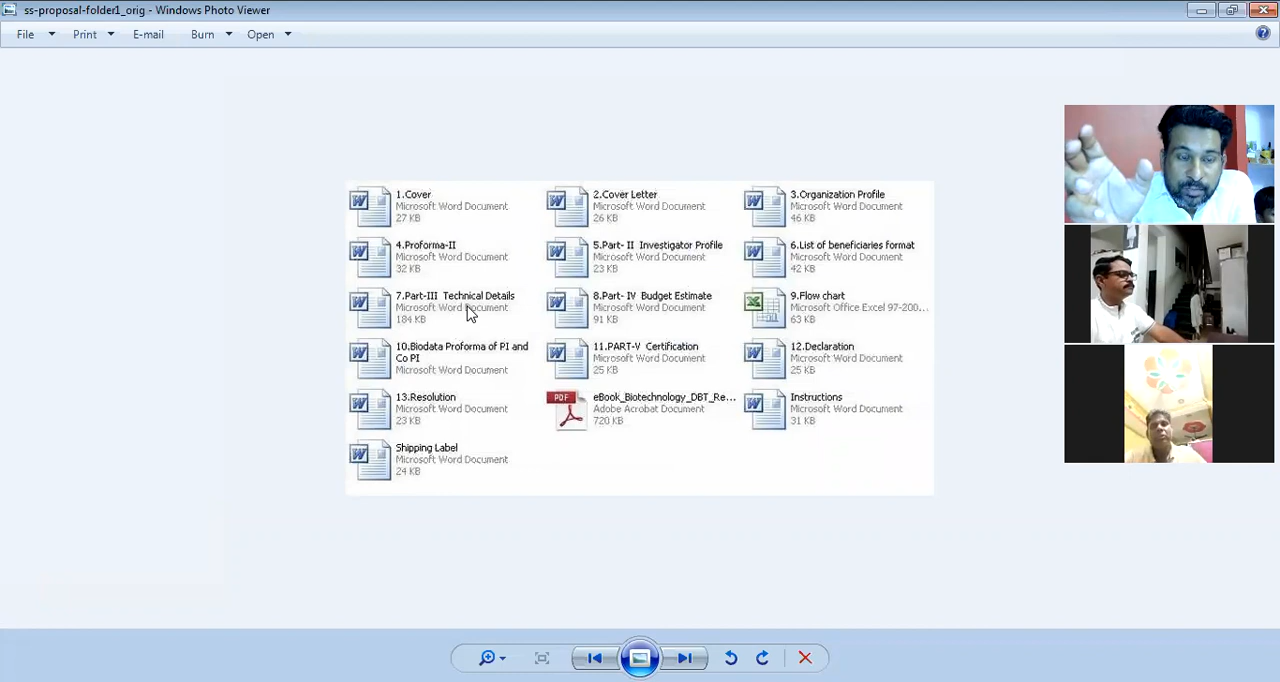 ss-proposal-folder1_orig - Windows Photo Viewer
File Print E-mail Burn Open
1.Cover
Microsoft Word Document
27 KB
2.Cover Letter
Microsoft Word Document
26 KB
3.Organization Profile
Microsoft Word Document
46 KB
4.Proforma-II
Microsoft Word Document
32 KB
5.Part- II Investigator Profile
Microsoft Word Document
23 KB
6.List of beneficiaries format
Microsoft Word Document
42 KB
7.Part-III Technical Details
Microsoft Word Document
184 KB
8.Part- IV Budget Estimate
Microsoft Word Document
91 KB
9.Flow chart
Microsoft Office Excel 97-200...
63 KB
10.Biodata Proforma of PI and
Co PI
Microsoft Word Document
11.PART-V Certification
Microsoft Word Document
25 KB
12.Declaration
Microsoft Word Document
25 KB
13.Resolution
Microsoft Word Document
23 KB
PDF
eBook_Biotechnology_DBT_Re...
Adobe Acrobat Document
720 KB
Instructions
Microsoft Word Document
31 KB
Shipping Label
Microsoft Word Document
24 KB